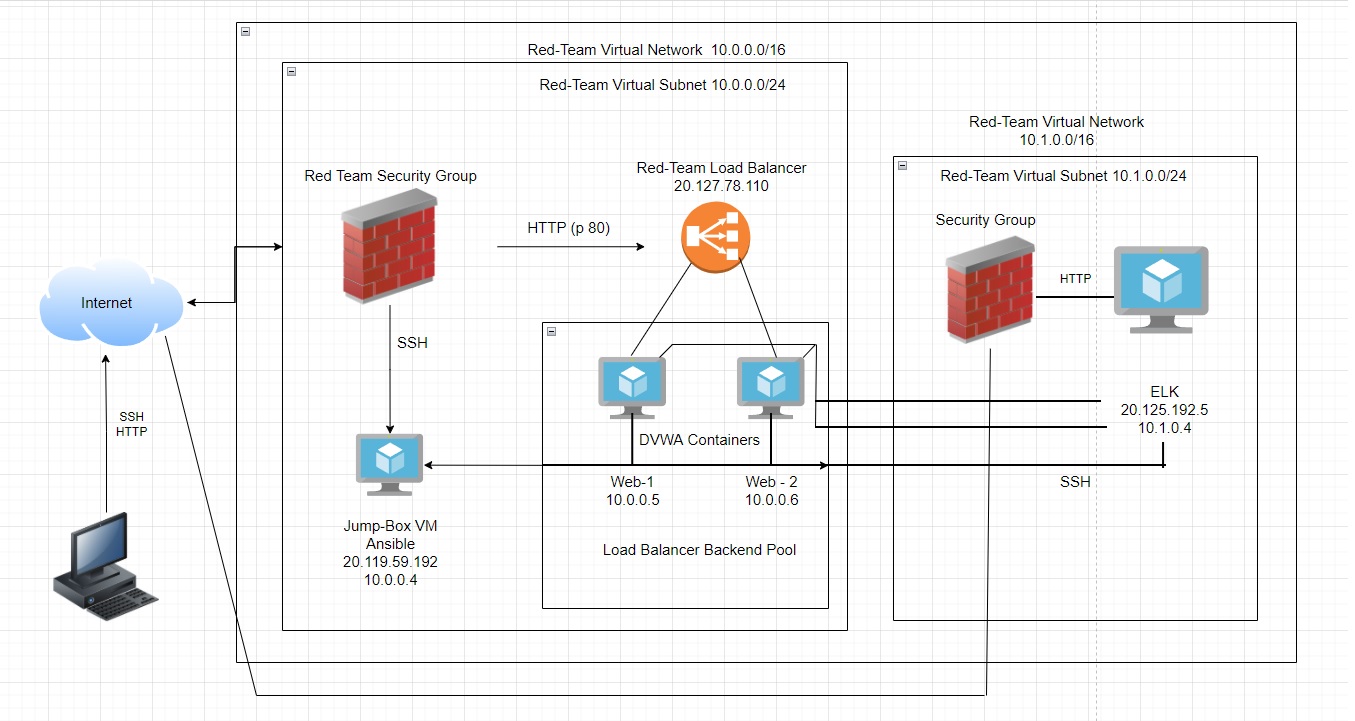 Red-Team Virtual Network 10.0.0.0/16
Red-Team Virtual Subnet 10.0.0.0/24
Red-Team Virtual Network
10.1.0.0/16
Red-Team Virtual Subnet 10.1.0.0/24
Red Team Security Group
HTTP (p 80)
Red-Team Load Balancer
20.127.78.110
Security Group
HTTP
Internet
SSH
SSH
HTTP
ELK
20.125.192.5
10.1.0.4
DVWA Containers
Web-1
10.0.0.5
Web - 2
10.0.0.6
SSH
Jump-Box VM
Ansible
20.119.59.192
10.0.0.4
Load Balancer Backend Pool